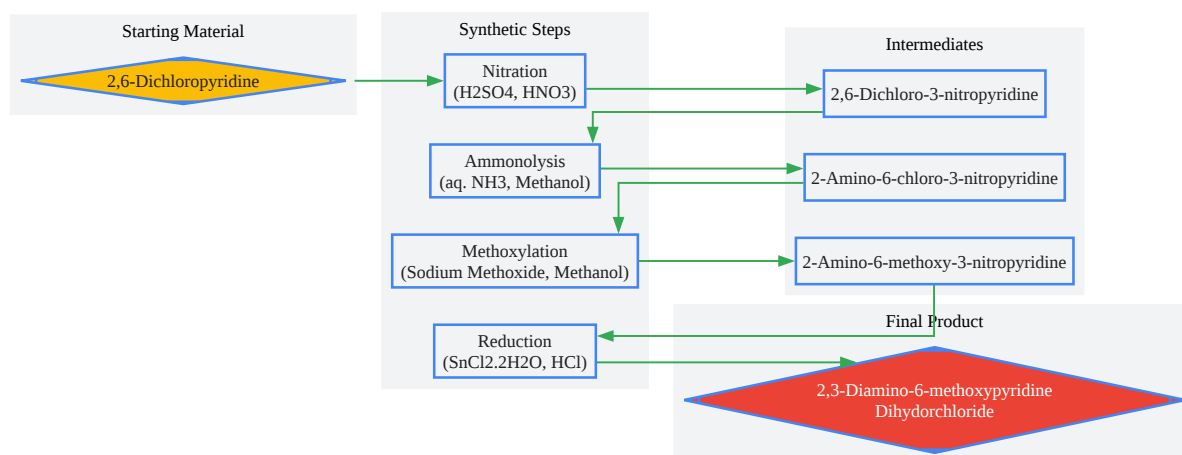 Starting Material
2,6-Dichloropyridine
Synthetic Steps
Nitration
(H2SO4, HNO3)
Ammonolysis
(aq. NH3, Methanol)
Methoxylation
(Sodium Methoxide, Methanol)
Reduction
(SnCl2.2H2O, HCl)
Intermediates
2,6-Dichloro-3-nitropyridine
2-Amino-6-chloro-3-nitropyridine
2-Amino-6-methoxy-3-nitropyridine
Final Product
2,3-Diamino-6-methoxypyridine
Dihydorchloride